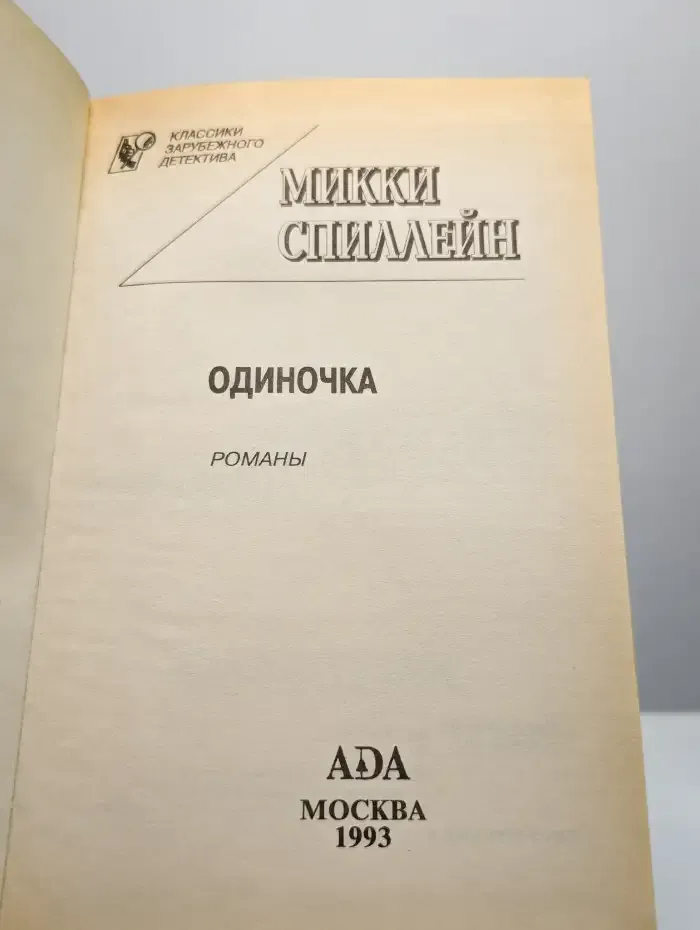 КЛАССИКИ
ЗАРУБЕЖНОГО
ДЕТЕКТИВА
МИККИ
СПИЛЛЕЙН
ОДИНОЧКА
РОМАНЫ
АДА
МОСКВА
1993